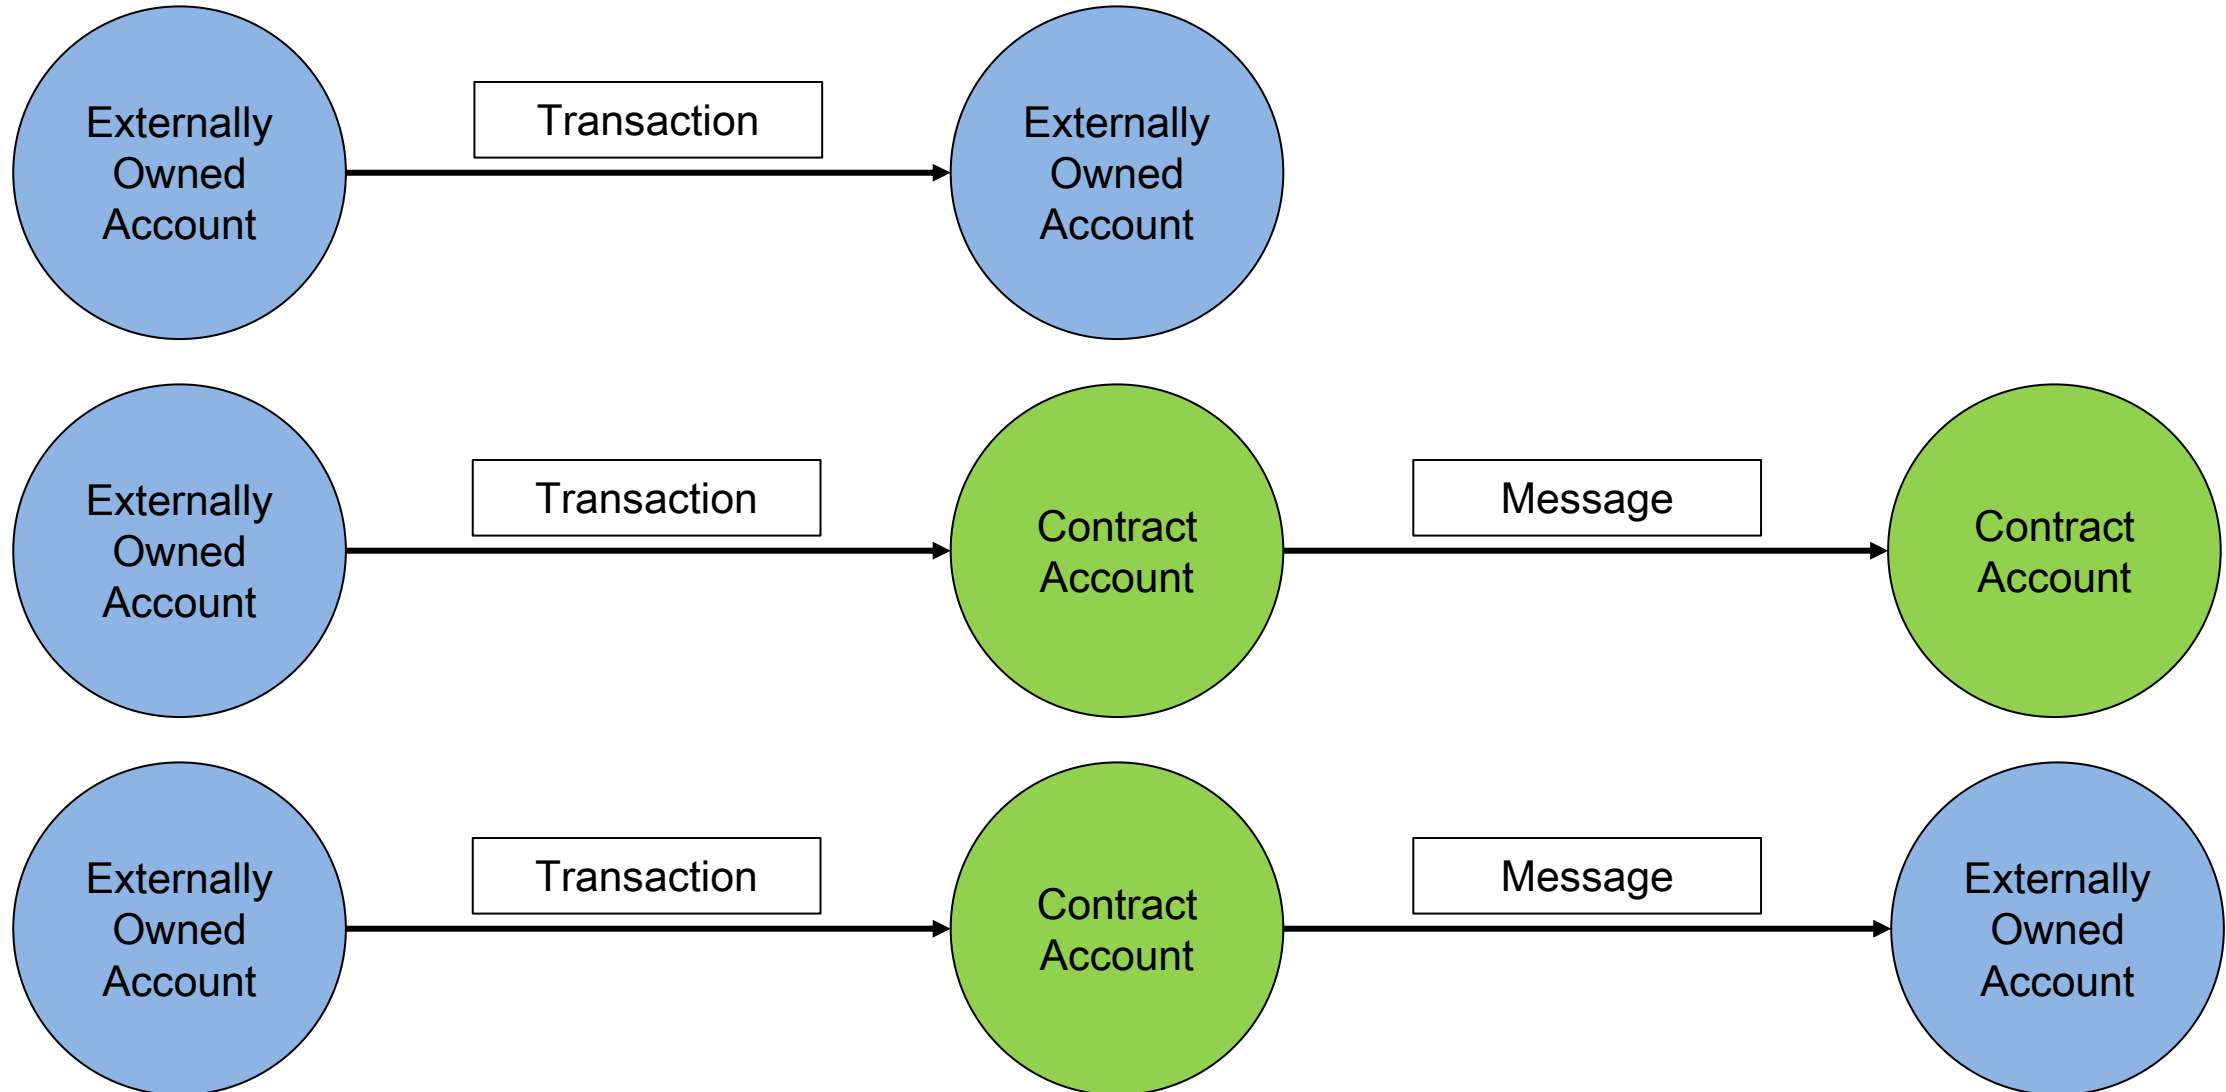 Externally
Owned
Account
Transaction
Externally
Owned
Account
Externally
Owned
Account
Transaction
Contract
Account
Message
Contract
Account
Externally
Owned
Account
Transaction
Contract
Account
Message
Externally
Owned
Account